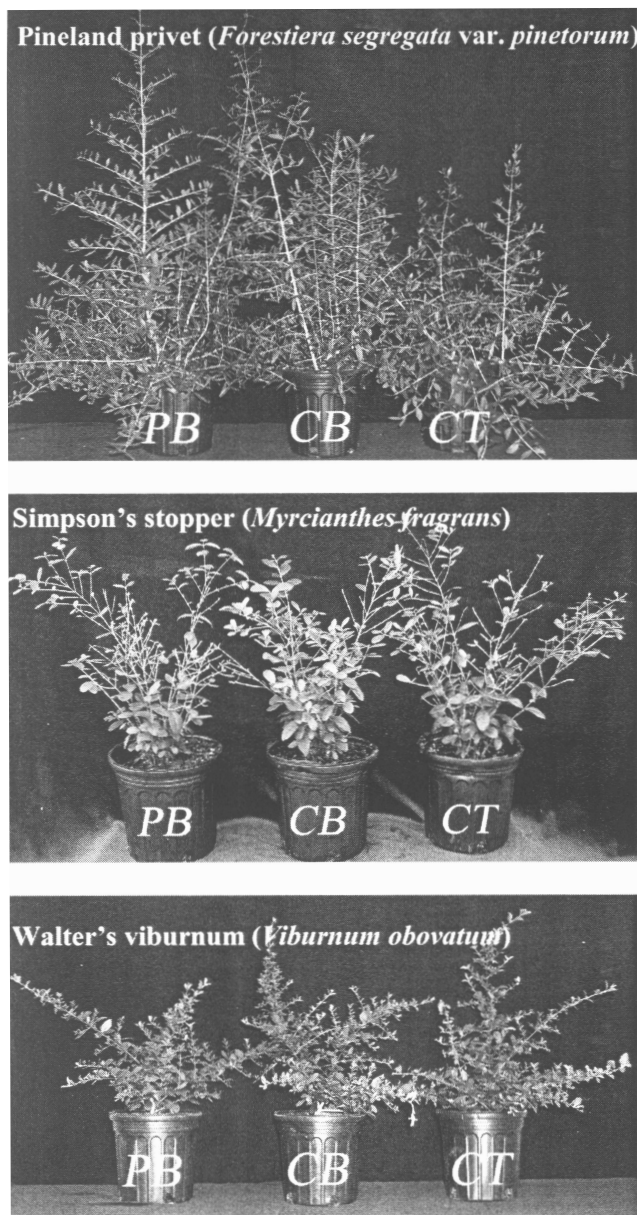 Pineland privet (Forestiera segregata var. pinetorum)
PB CB CT
Simpson's stopper (Myrcianthes fragrans)
PB CB CT
Walter's viburnum (Viburnum obovatum)
PB CB CT